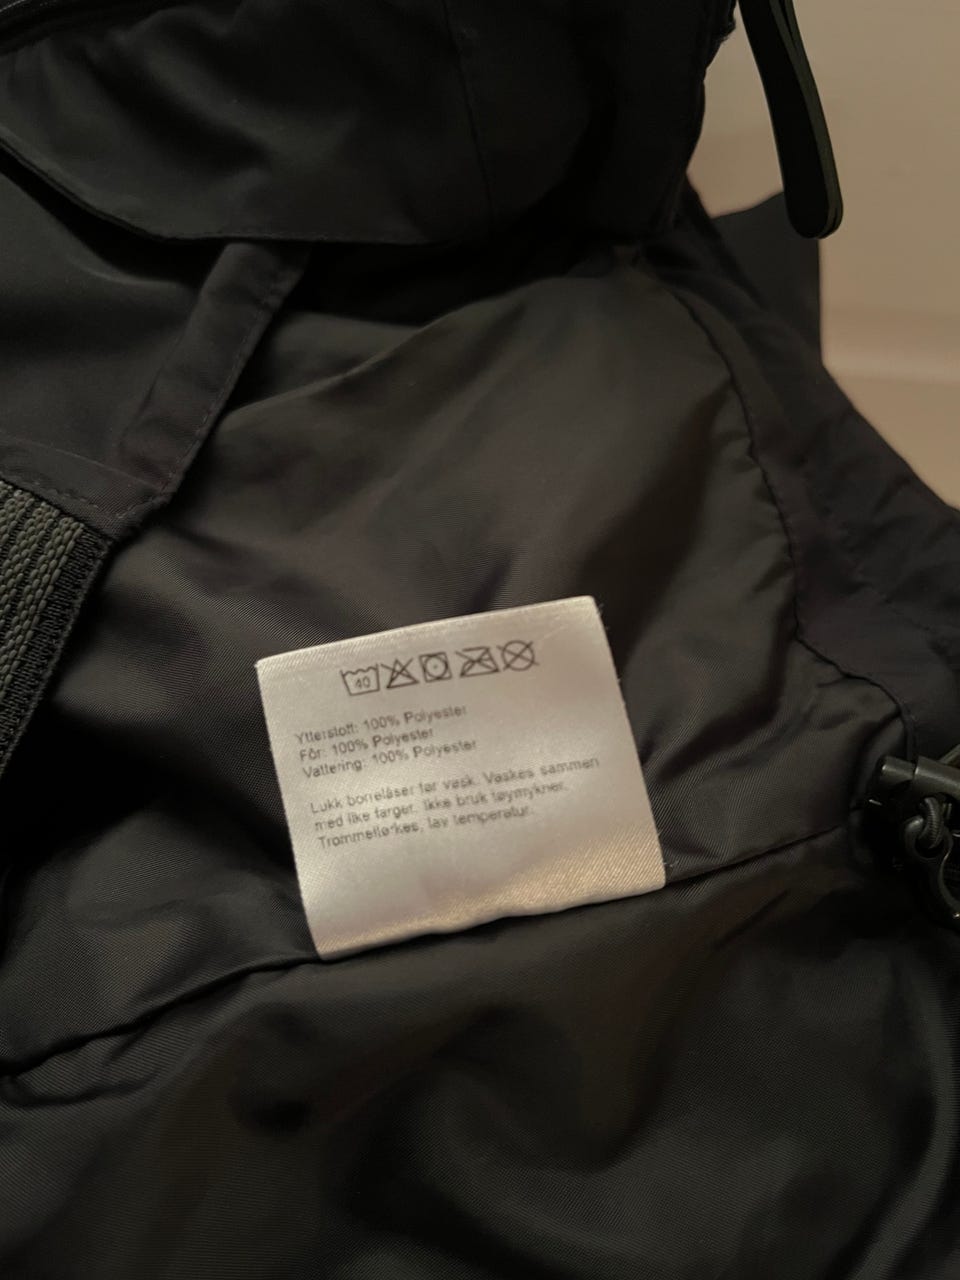 40
Ytterstoff: 100% Polyester
Fôr: 100% Polyester
Vattering: 100% Polyester
Lukk borrelåser før vask. Vaskes sammen
med like farger. Ikke bruk tøymykner.
Trommeltørkes, lav temperatur.